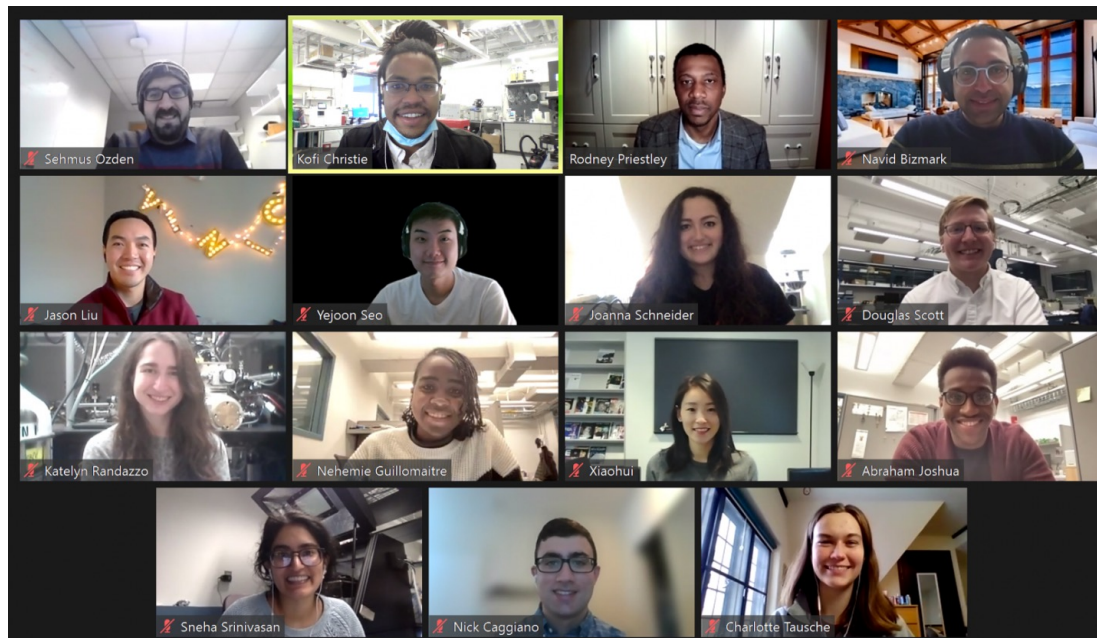 Sehmus Ozden
Kofi Christie
Rodney Priestley
Navid Bizmark
Jason Liu
Yejoon Seo
Joanna Schneider
Douglas Scott
Katelyn Randazzo
Nehemie Guillomaitre
Xiaohui
Abraham Joshua
Sneha Srinivasan
Nick Caggiano
Charlotte Tausche